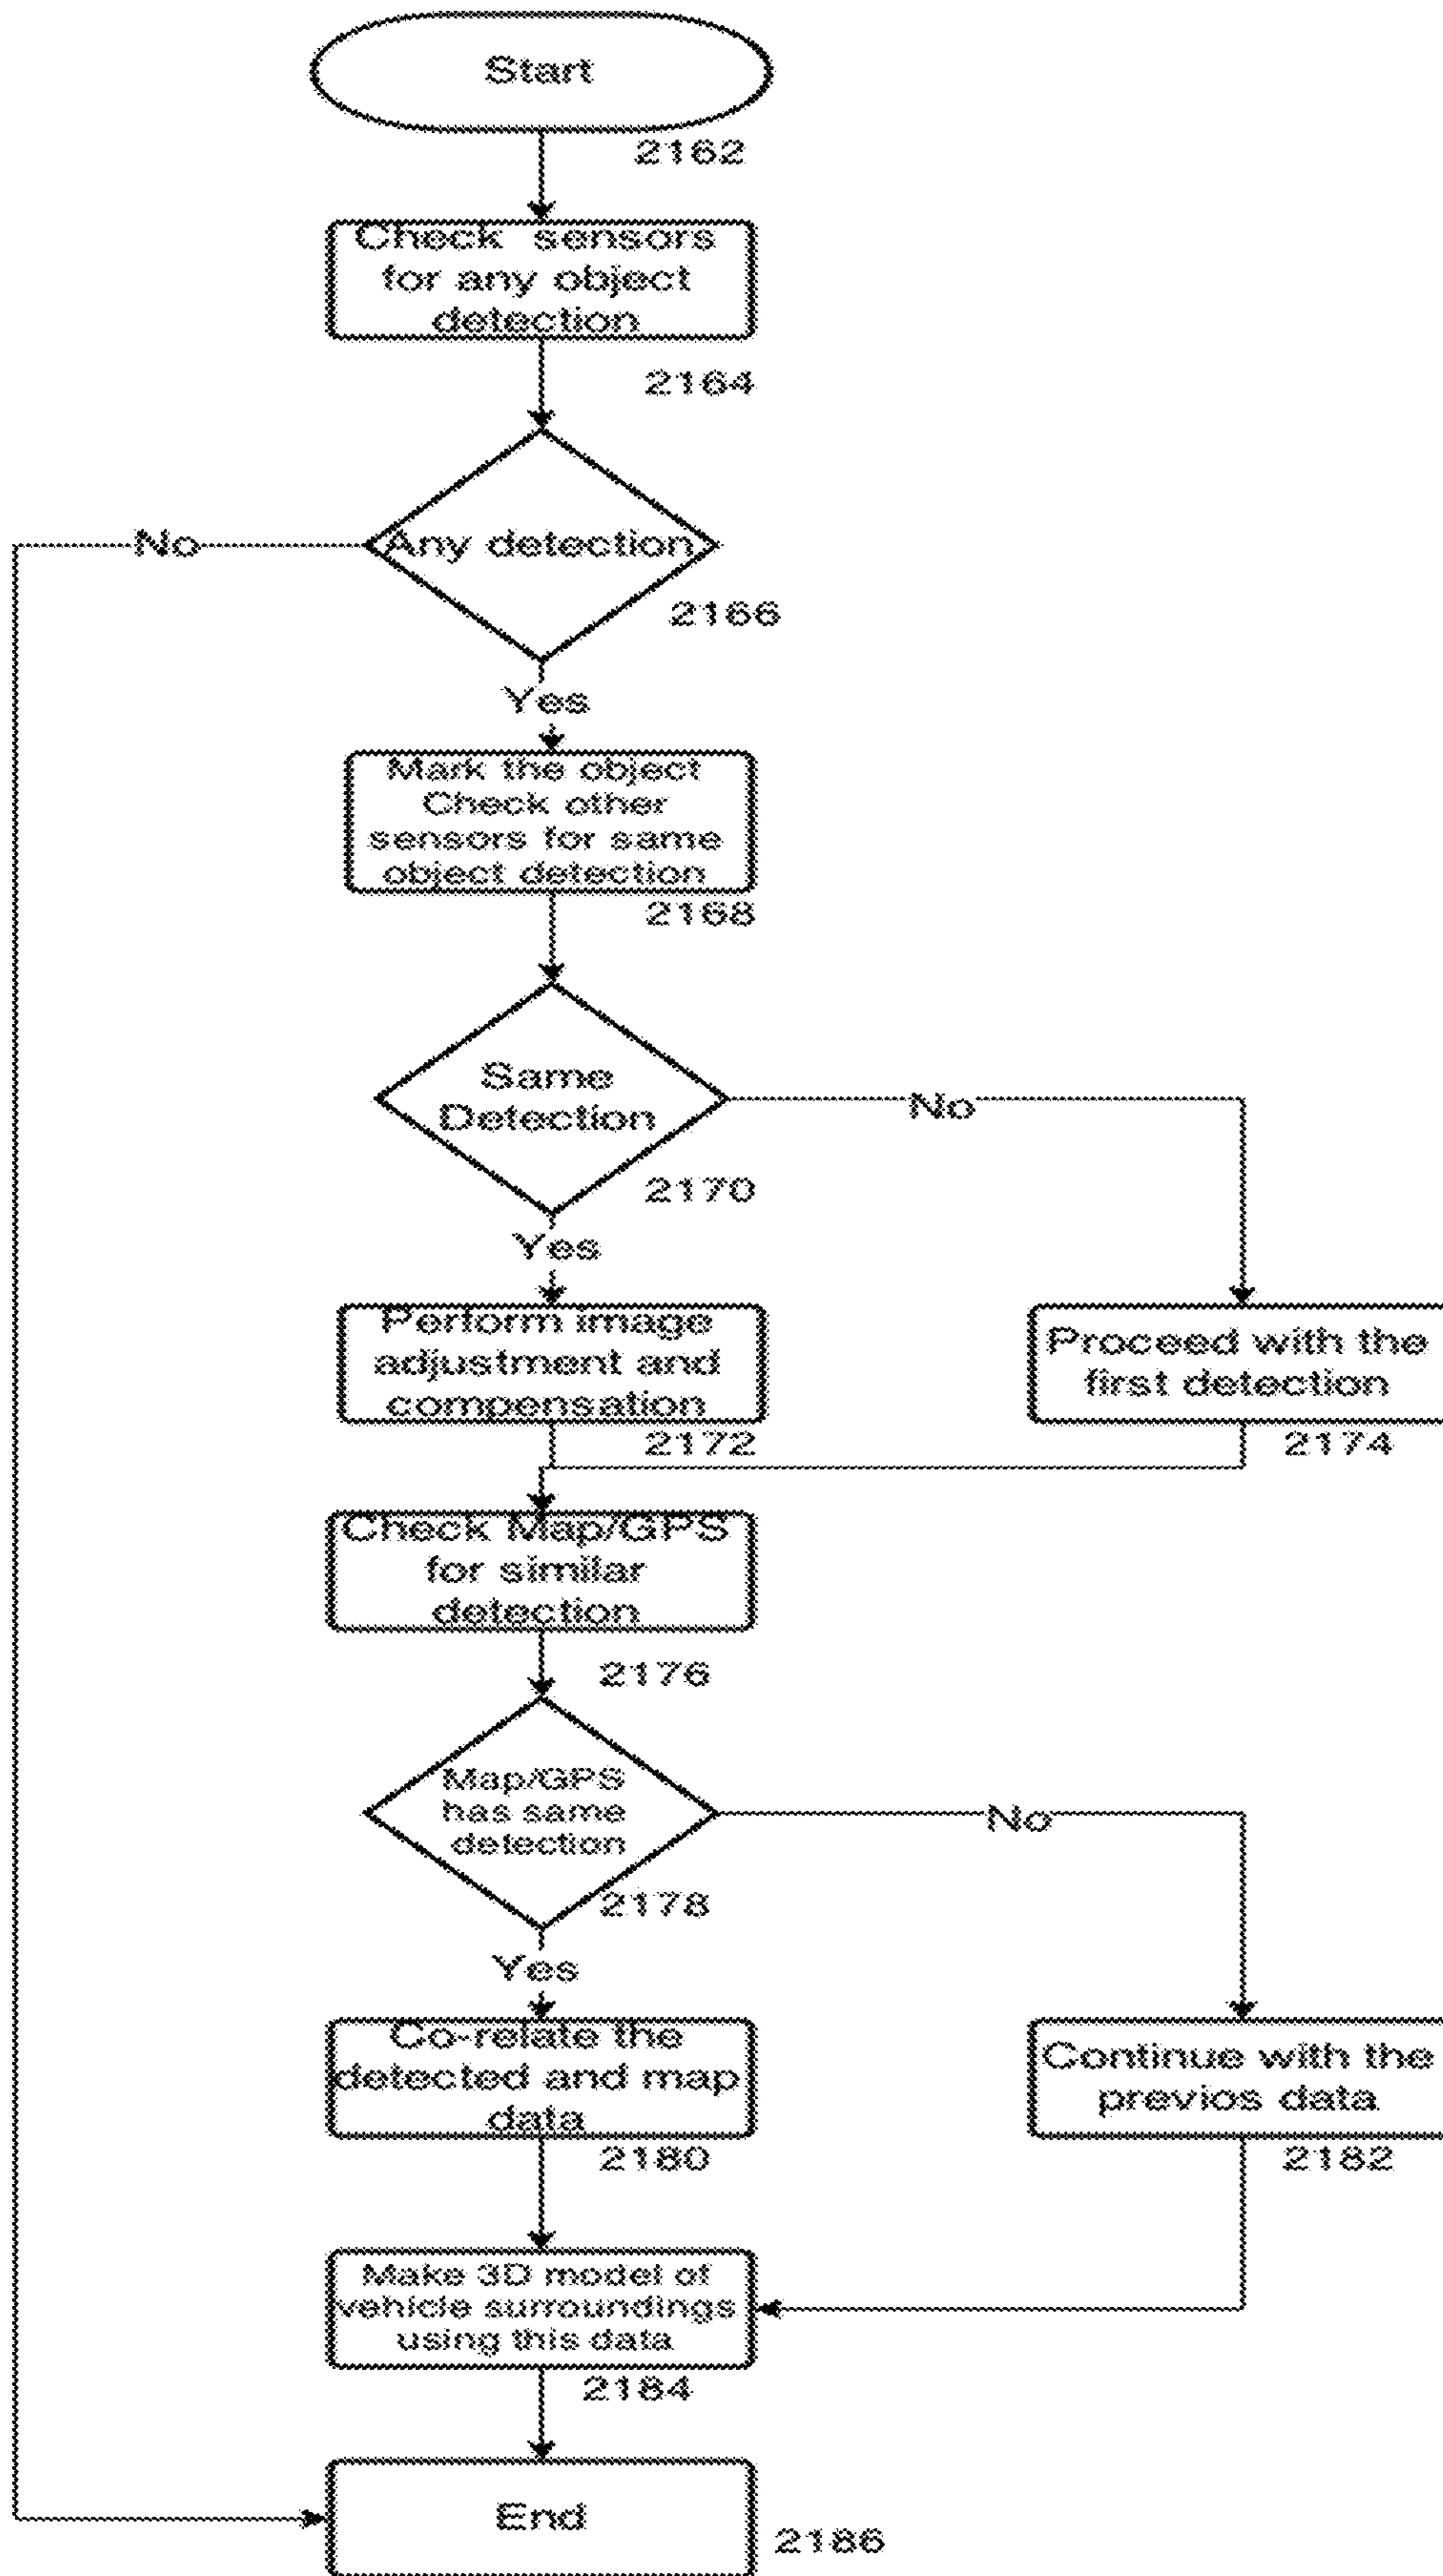 Start
2162
Check sensors
for any object
detection
2164
Any detection
No
2166
Yes
Mark the object
Check other
sensors for same
object detection
2168
Same
Detection
No
2170
Yes
Perform image
adjustment and
compensation
2172
Proceed with the
first detection
2174
Check Map/GPS
for similar
detection
2176
Map/GPS
has same
detection
No
2178
Yes
Co-relate the
detected and map
data
2180
Continue with the
previos data
2182
Make 3D model of
vehicle surroundings
using this data
2184
End
2186